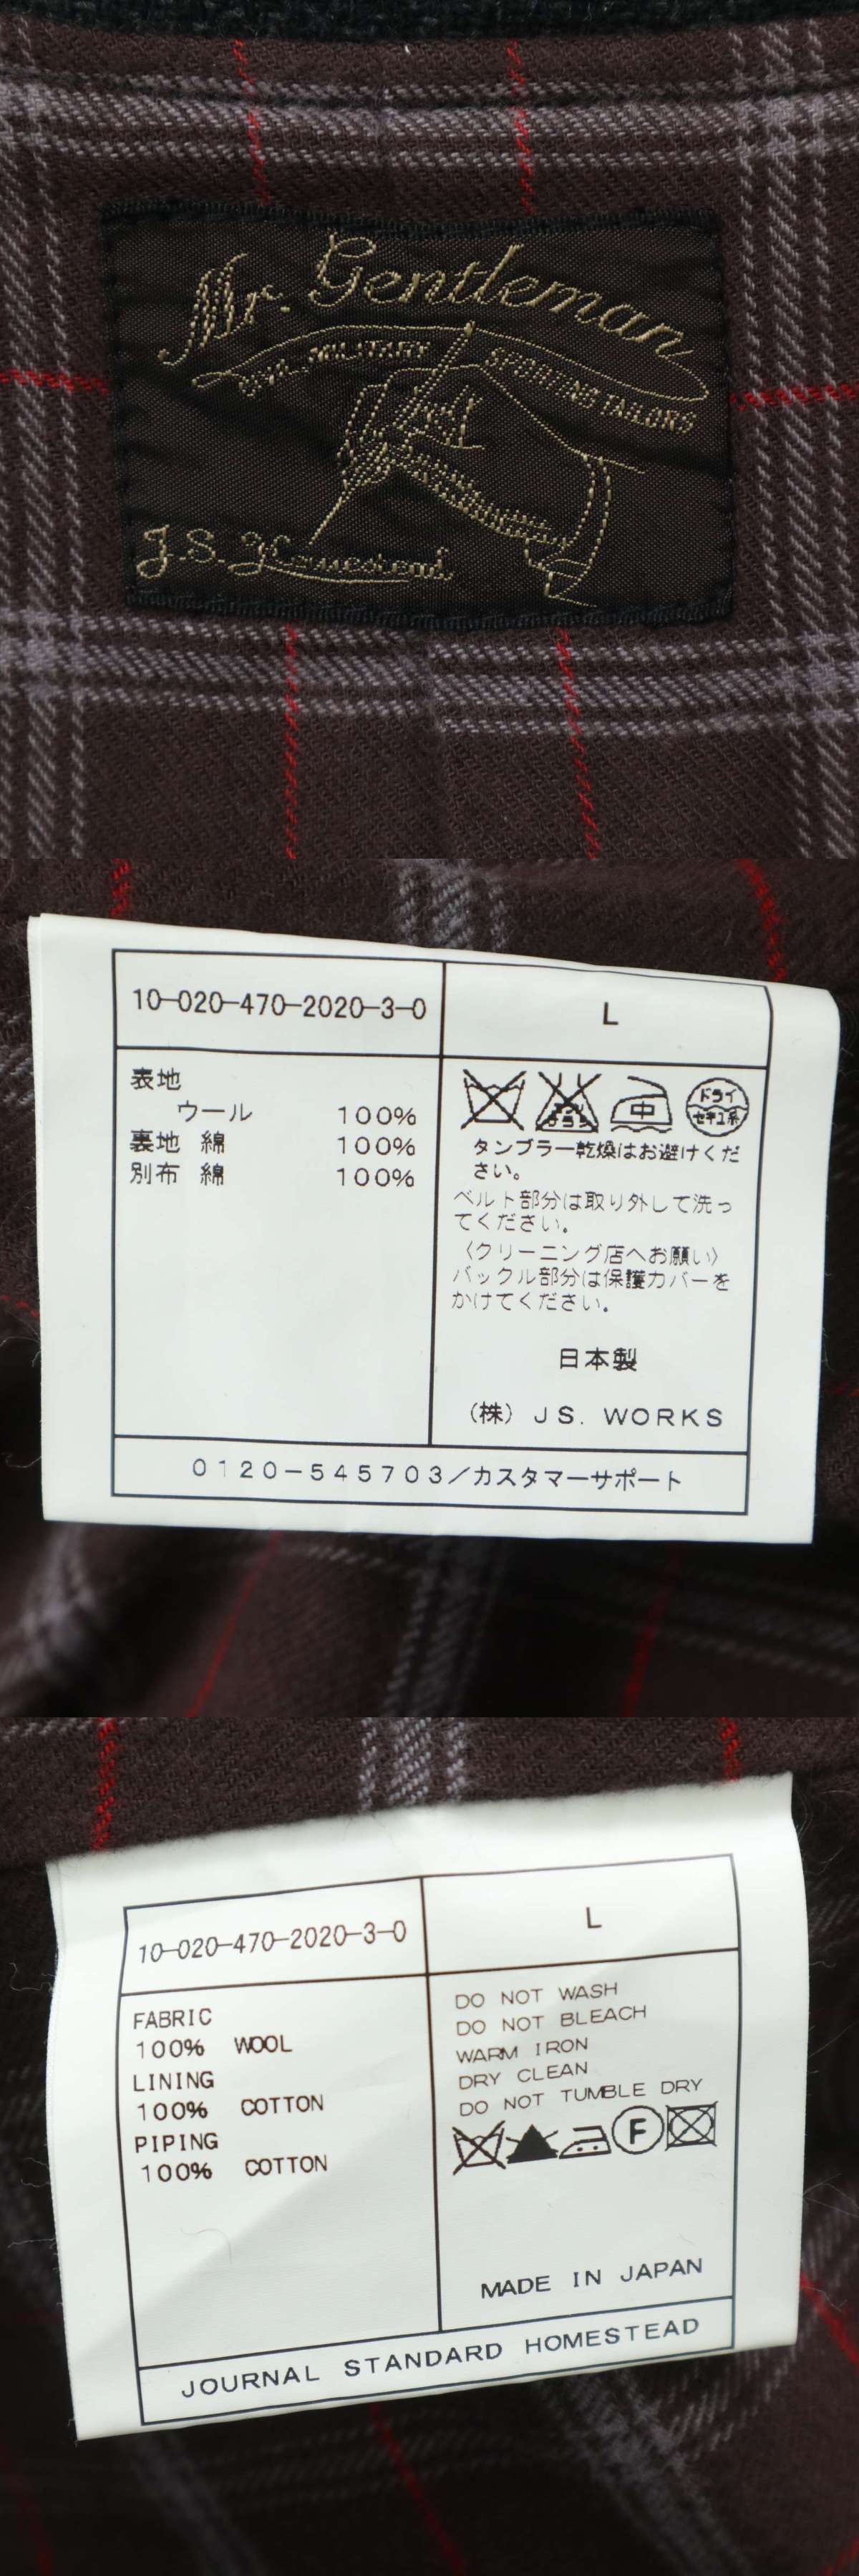 Mr. Gentleman
CIVIL, MILITARY SPORTING TAILORS
J.S. Homestead
10-020-470-2020-3-0
L
表地
ウール 100%
裏地 綿 100%
別布 綿 100%
中
ドライ
セキユ系
タンブラー乾燥はお避けくだ
さい。
ベルト部分は取り外して洗っ
てください。
〈クリーニング店へお願い〉
バックル部分は保護カバーを
かけてください。
日本製
(株) JS. WORKS
0120-545703/カスタマーサポート
10-020-470-2020-3-0
L
FABRIC
100% WOOL
LINING
100% COTTON
PIPING
100% COTTON
DO NOT WASH
DO NOT BLEACH
WARM IRON
DRY CLEAN
DO NOT TUMBLE DRY
F
MADE IN JAPAN
JOURNAL STANDARD HOMESTEAD